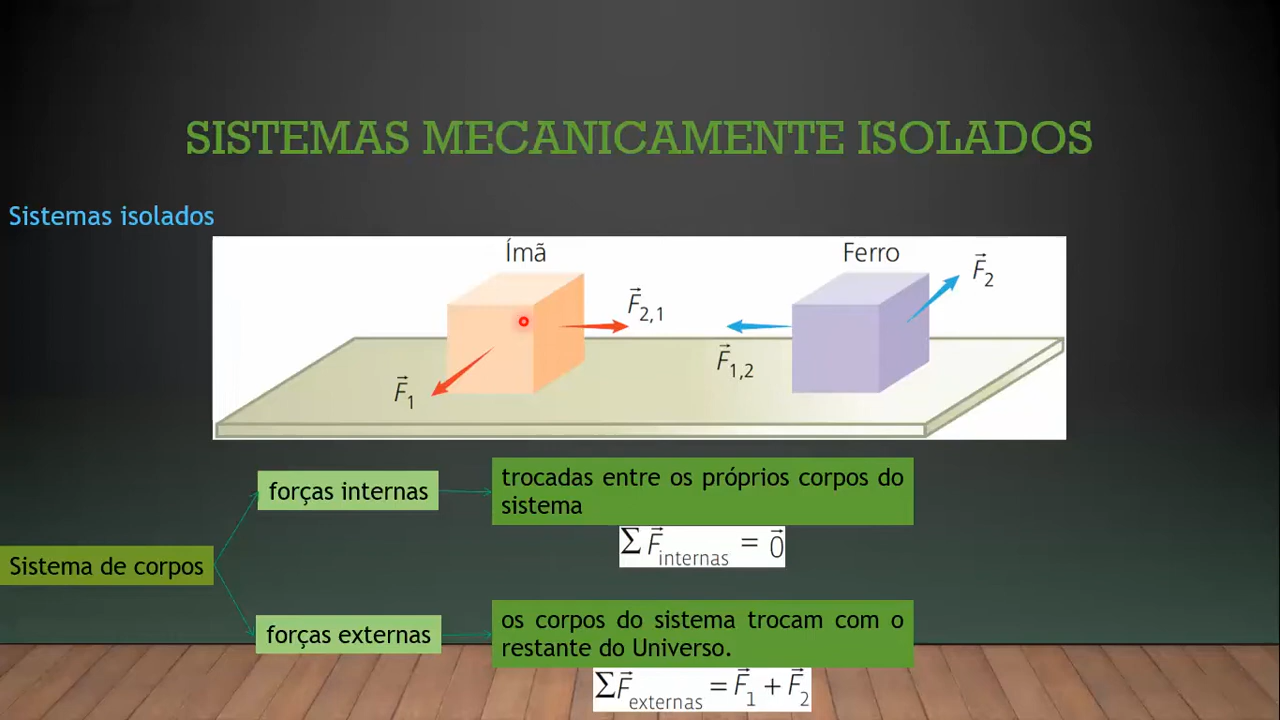 SISTEMAS MECANICAMENTE ISOLADOS
Sistemas isolados
Ímã
Ferro
F⃗2,1
F⃗2
F⃗1,2
F⃗1
forças internas
trocadas entre os próprios corpos do
sistema
∑F⃗internas = 0⃗
Sistema de corpos
forças externas
os corpos do sistema trocam com o
restante do Universo.
∑F⃗externas = F⃗1 + F⃗2